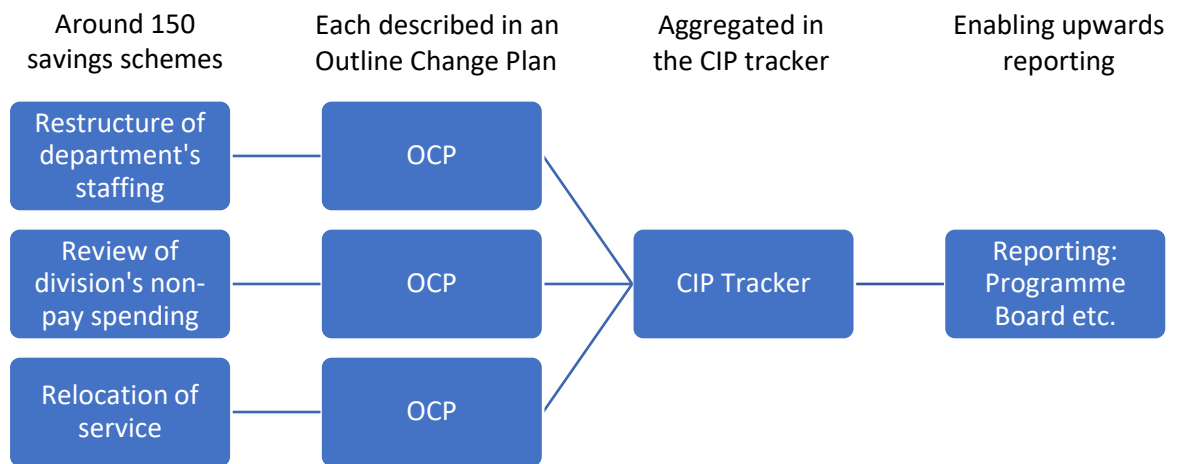 Around 150
savings schemes
Each described in an
Outline Change Plan
Aggregated in
the CIP tracker
Enabling upwards
reporting
Restructure of
department's
staffing
OCP
Review of
division's non-
pay spending
OCP
CIP Tracker
Reporting:
Programme
Board etc.
Relocation of
service
OCP